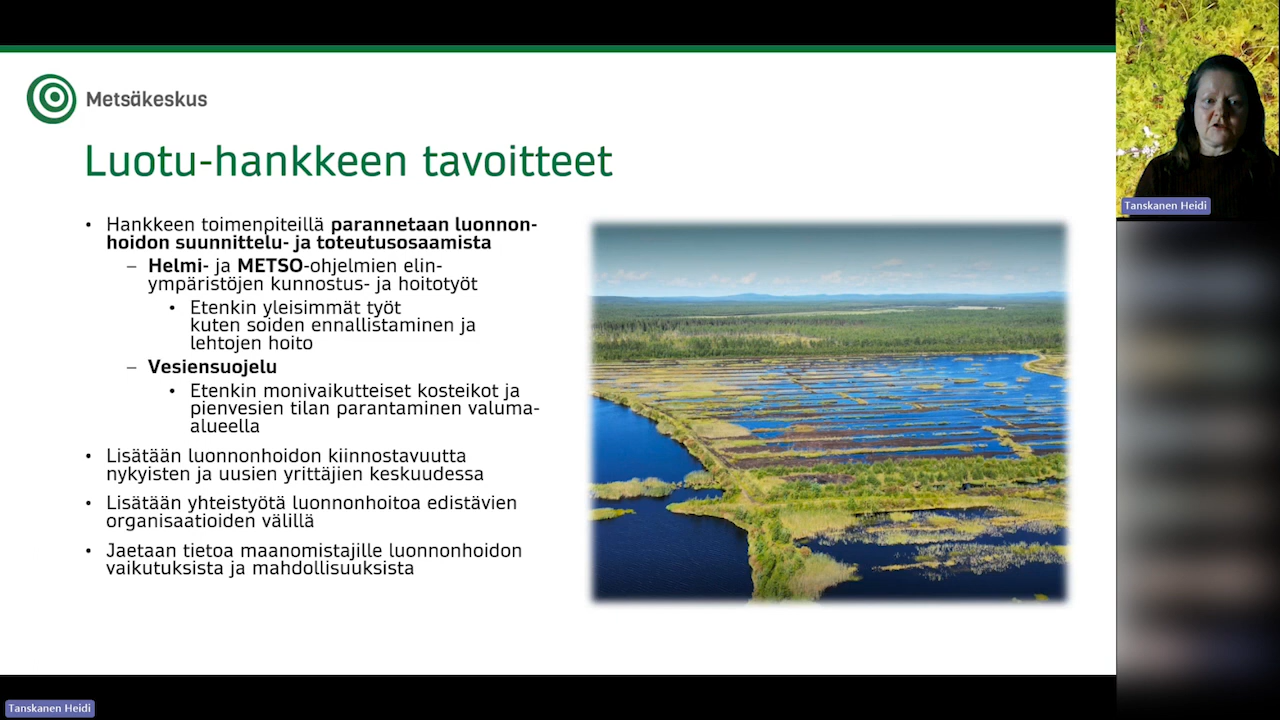 Metsäkeskus
Luotu-hankkeen tavoitteet
• Hankkeen toimenpiteillä parannetaan luonnon-
hoidon suunnittelu- ja toteutusosaamista
– Helmi- ja METSO-ohjelmien elin-
ympäristöjen kunnostus- ja hoitotyöt
• Etenkin yleisimmät työt
kuten soiden ennallistaminen ja
lehtojen hoito
– Vesiensuojelu
• Etenkin monivaikutteiset kosteikot ja
pienvesien tilan parantaminen valuma-
alueella
• Lisätään luonnonhoidon kiinnostavuutta
nykyisten ja uusien yrittäjien keskuudessa
• Lisätään yhteistyötä luonnonhoitoa edistävien
organisaatioiden välillä
• Jaetaan tietoa maanomistajille luonnonhoidon
vaikutuksista ja mahdollisuuksista
Tanskanen Heidi
Tanskanen Heidi